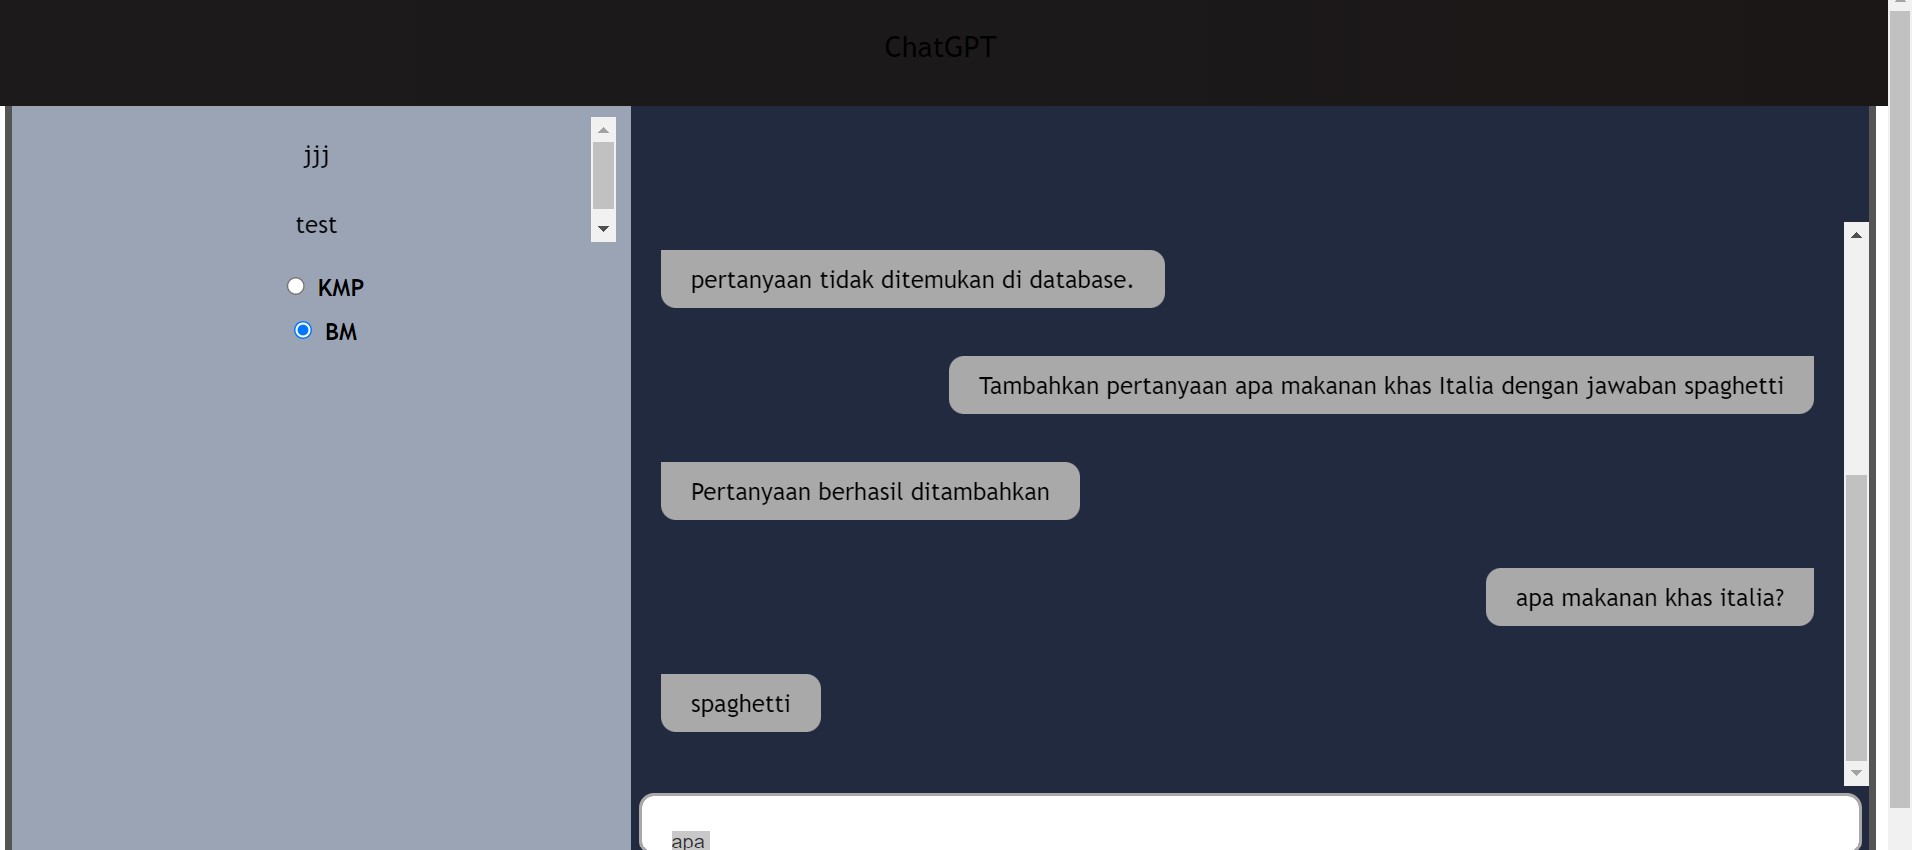 ChatGPT
jjj
test
KMP
BM
pertanyaan tidak ditemukan di database.
Tambahkan pertanyaan apa makanan khas Italia dengan jawaban spaghetti
Pertanyaan berhasil ditambahkan
apa makanan khas italia?
spaghetti
apa